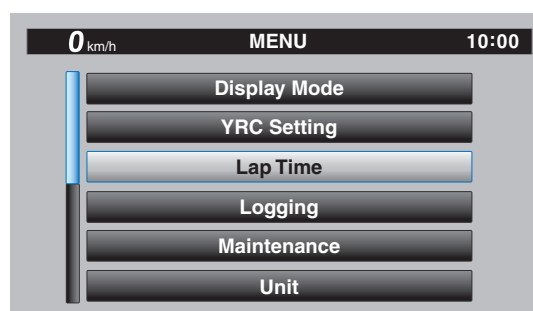 0 km/h MENU 10:00
Display Mode
YRC Setting
Lap Time
Logging
Maintenance
Unit